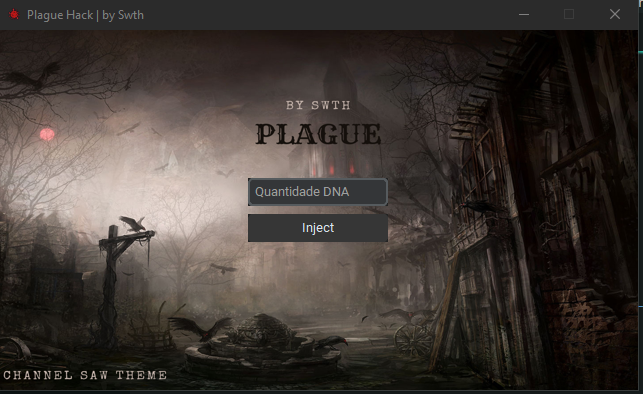 Plague Hack | by Swth
BY SWTH
PLAGUE
Quantidade DNA
Inject
CHANNEL SAW THEME